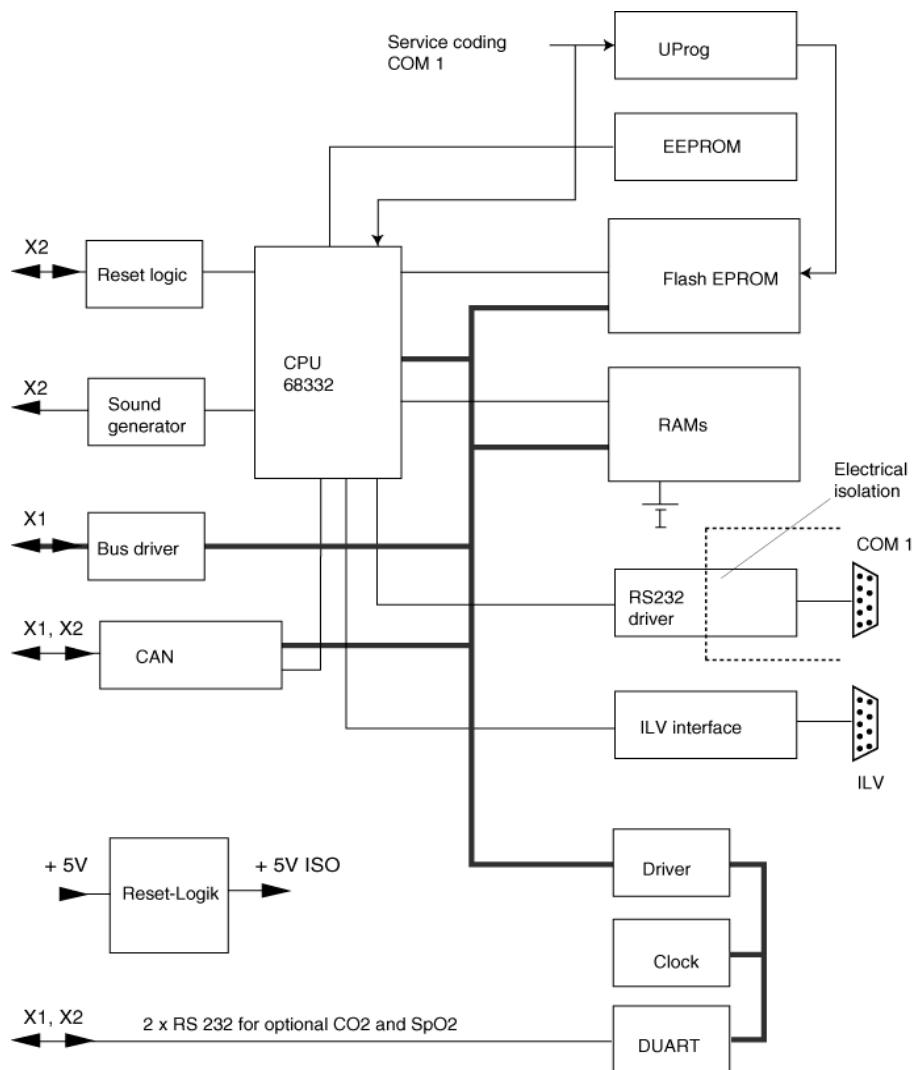 Service coding
COM 1
UProg
EEPROM
X2
Reset logic
Flash EPROM
CPU
68332
X2
Sound
generator
RAMs
Electrical
isolation
X1
Bus driver
COM 1
RS232
driver
X1, X2
CAN
ILV interface
ILV
+ 5V
Reset-Logik
+ 5V ISO
Driver
Clock
X1, X2
2 x RS 232 for optional CO2 and SpO2
DUART